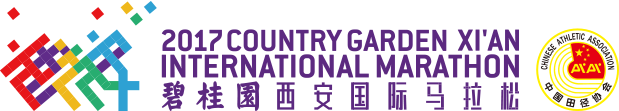 2017 COUNTRY GARDEN XI'AN
INTERNATIONAL MARATHON
碧桂園西安国际马拉松
CHINESE ATHLETIC ASSOCIATION
中国田径协会